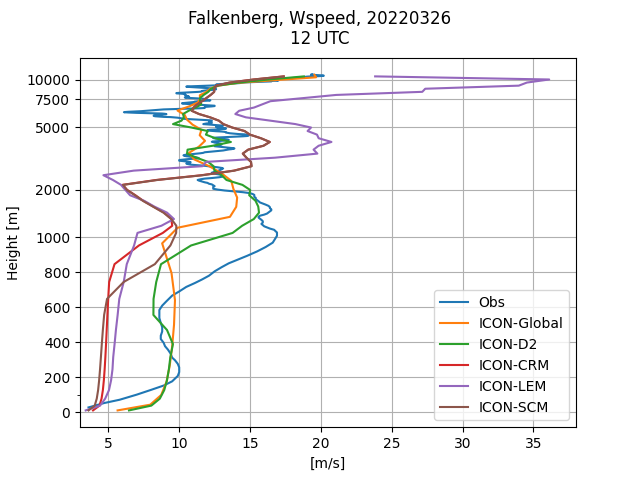 Falkenberg, Wspeed, 20220326
12 UTC
Height [m]
10000
7500
5000
2000
1000
800
600
400
200
0
Obs
ICON-Global
ICON-D2
ICON-CRM
ICON-LEM
ICON-SCM
5 10 15 20 25 30 35
[m/s]